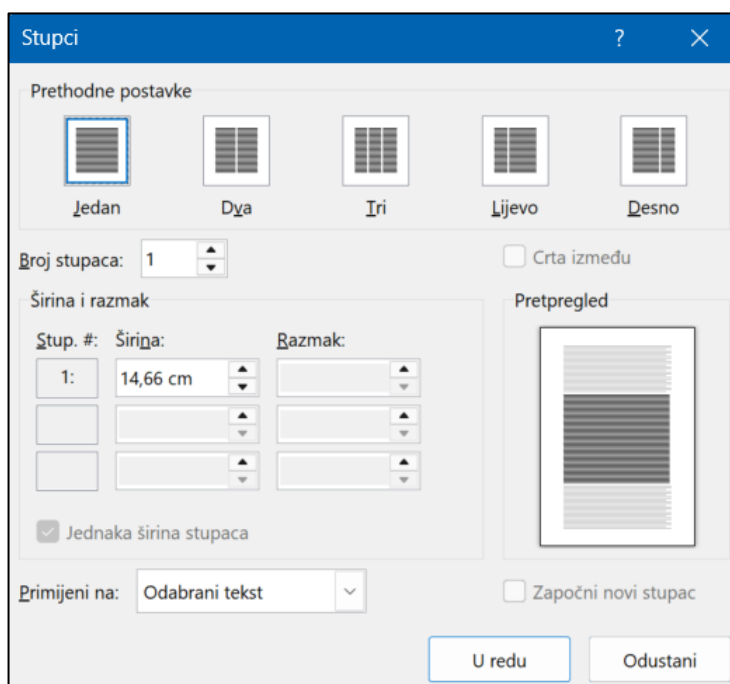 Stupci ?
Prethodne postavke
Jedan Dva Tri Lijevo Desno
Broj stupaca: 1 Crta između
Širina i razmak Pretpregled
Stup. #: Širina: Razmak:
1: 14,66 cm
Jednaka širina stupaca
Primijeni na: Odabrani tekst Započni novi stupac
U redu Odustani